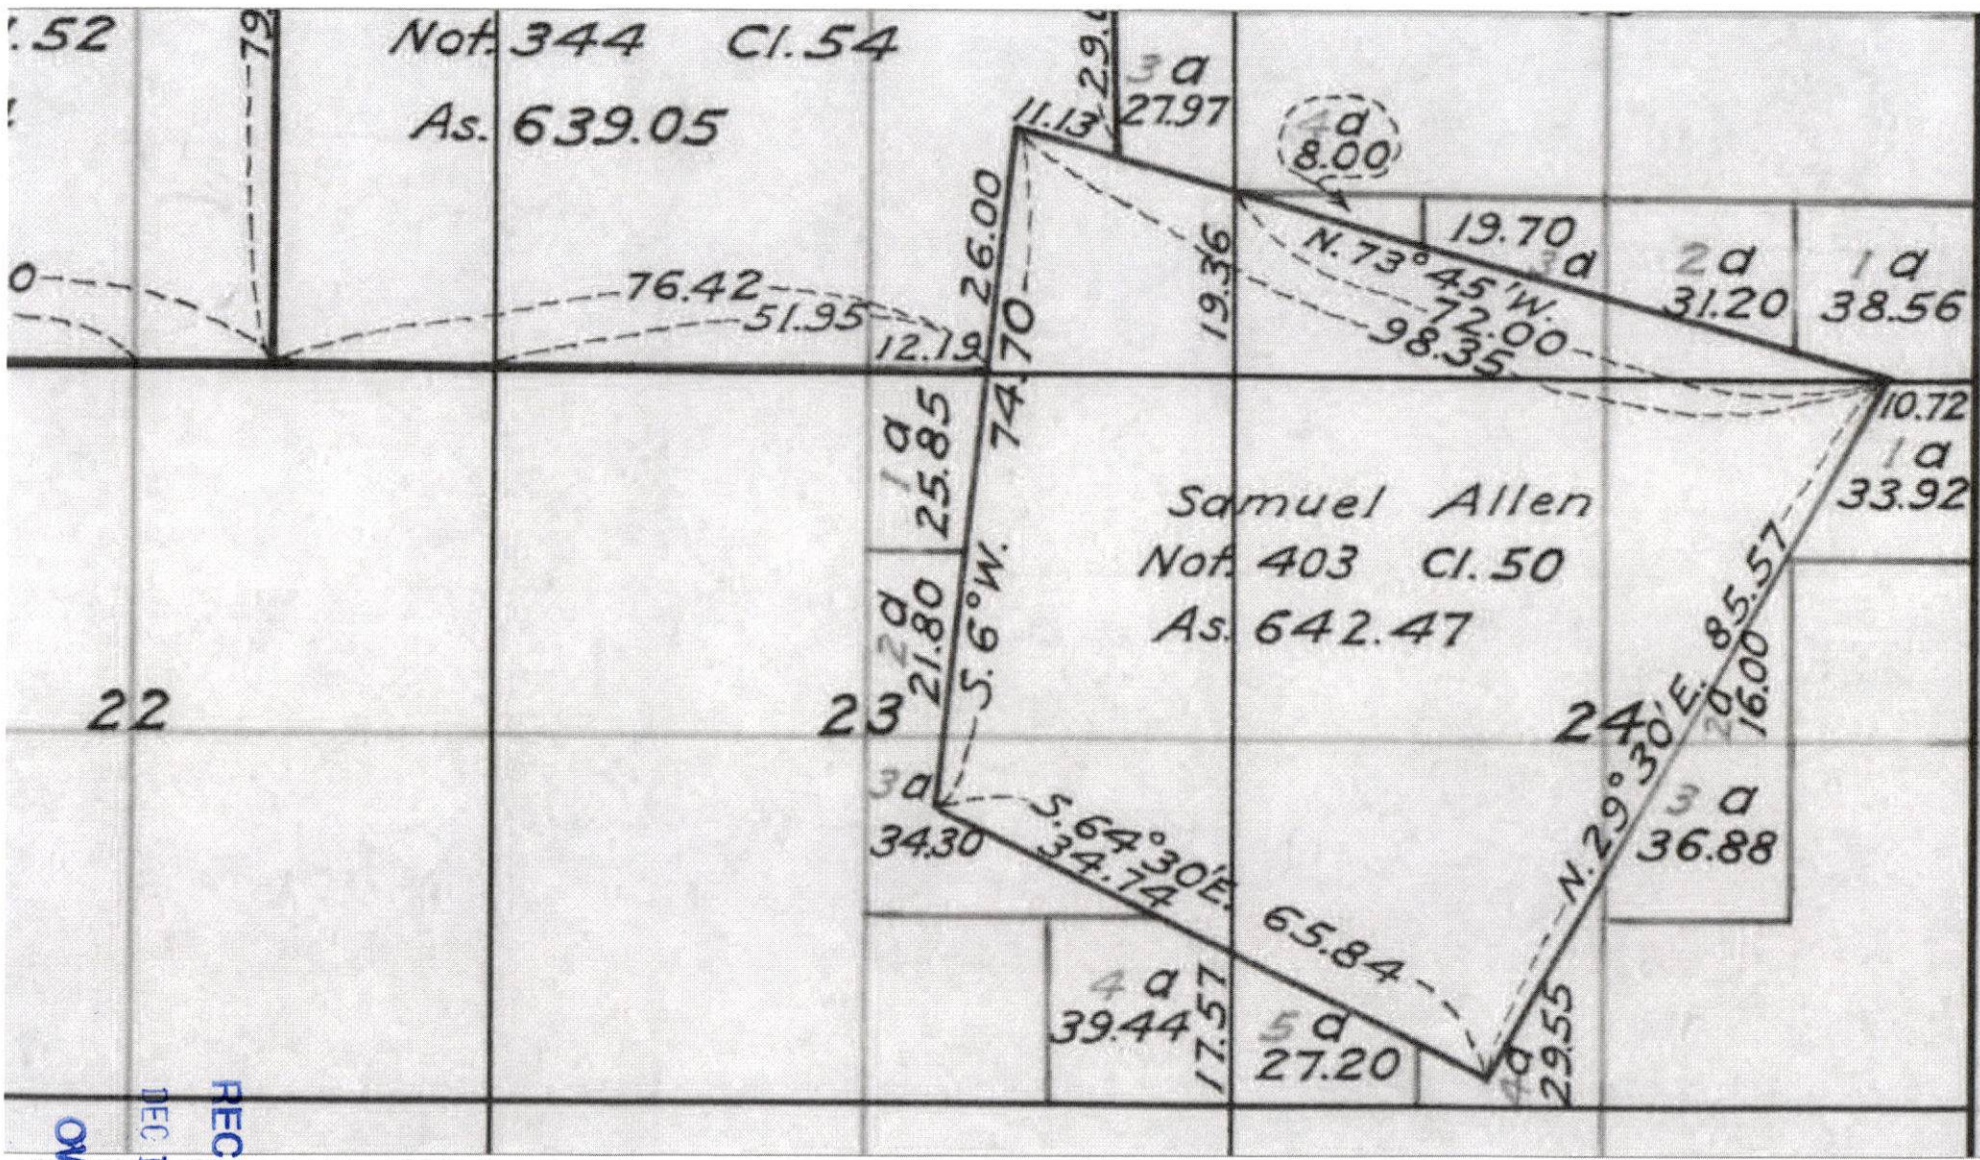 .52
79.
Not. 344 Cl. 54
As. 639.05
29.
3 a
27.97
11.13
4 a
8.00
26.00
19.36
N. 73° 45' W.
72.00
98.35
19.70
3 a
2 a
31.20
1 a
38.56
0
76.42
51.95
12.19
74.70
10.72
1 a
33.92
1 a
25.85
Samuel Allen
Not. 403 Cl. 50
As. 642.47
85.57
2 a
21.80
S. 6° W.
2 a
16.00
22
23
24
N. 29° 30' E.
3 a
34.30
S. 64° 30' E.
34.74
65.84
3 a
36.88
4 a
39.44
17.57
5 a
27.20
4 a
29.55
REC
DEC